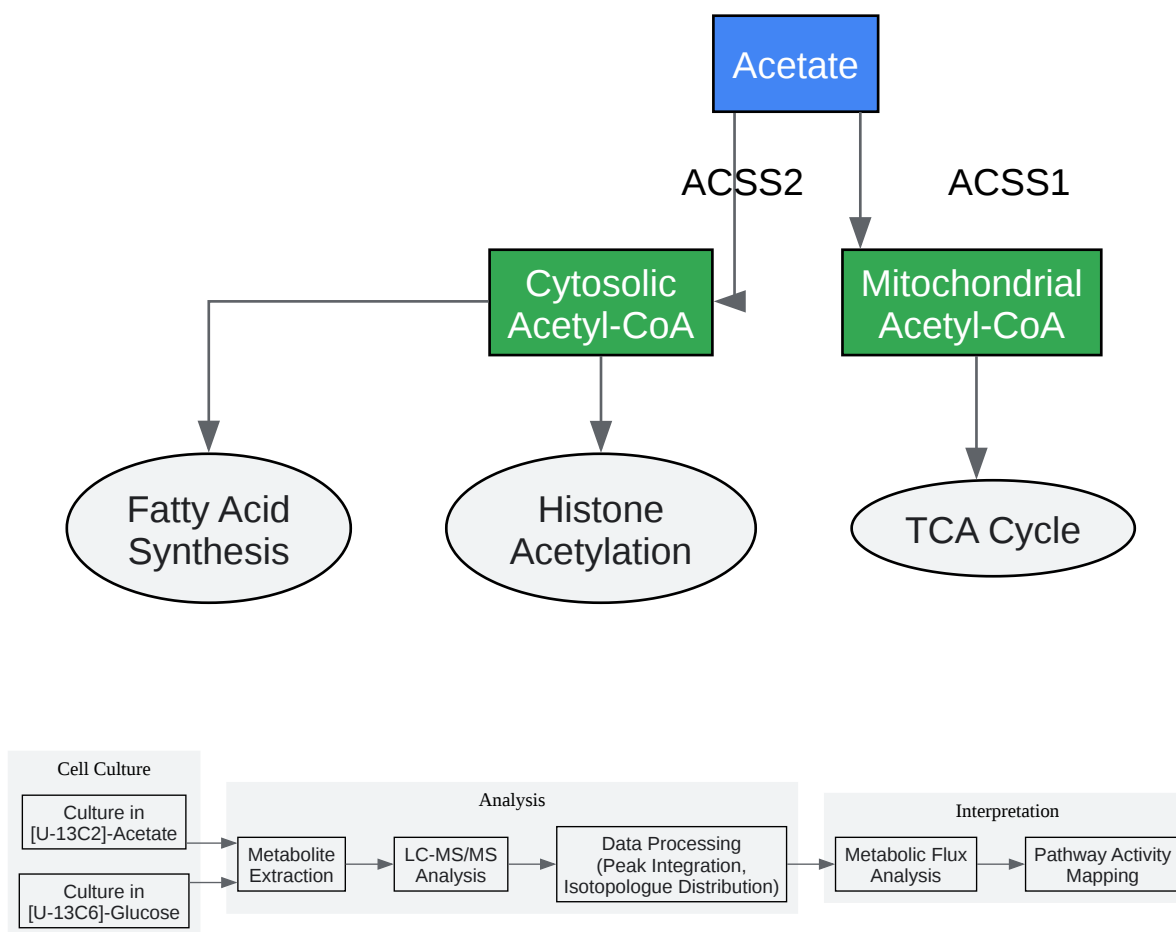 Acetate
ACSS2
ACSS1
Cytosolic
Acetyl-CoA
Mitochondrial
Acetyl-CoA
Fatty Acid
Synthesis
Histone
Acetylation
TCA Cycle
Cell Culture
Culture in
[U-13C2]-Acetate
Culture in
[U-13C6]-Glucose
Analysis
Metabolite
Extraction
LC-MS/MS
Analysis
Data Processing
(Peak Integration,
Isotopologue Distribution)
Interpretation
Metabolic Flux
Analysis
Pathway Activity
Mapping